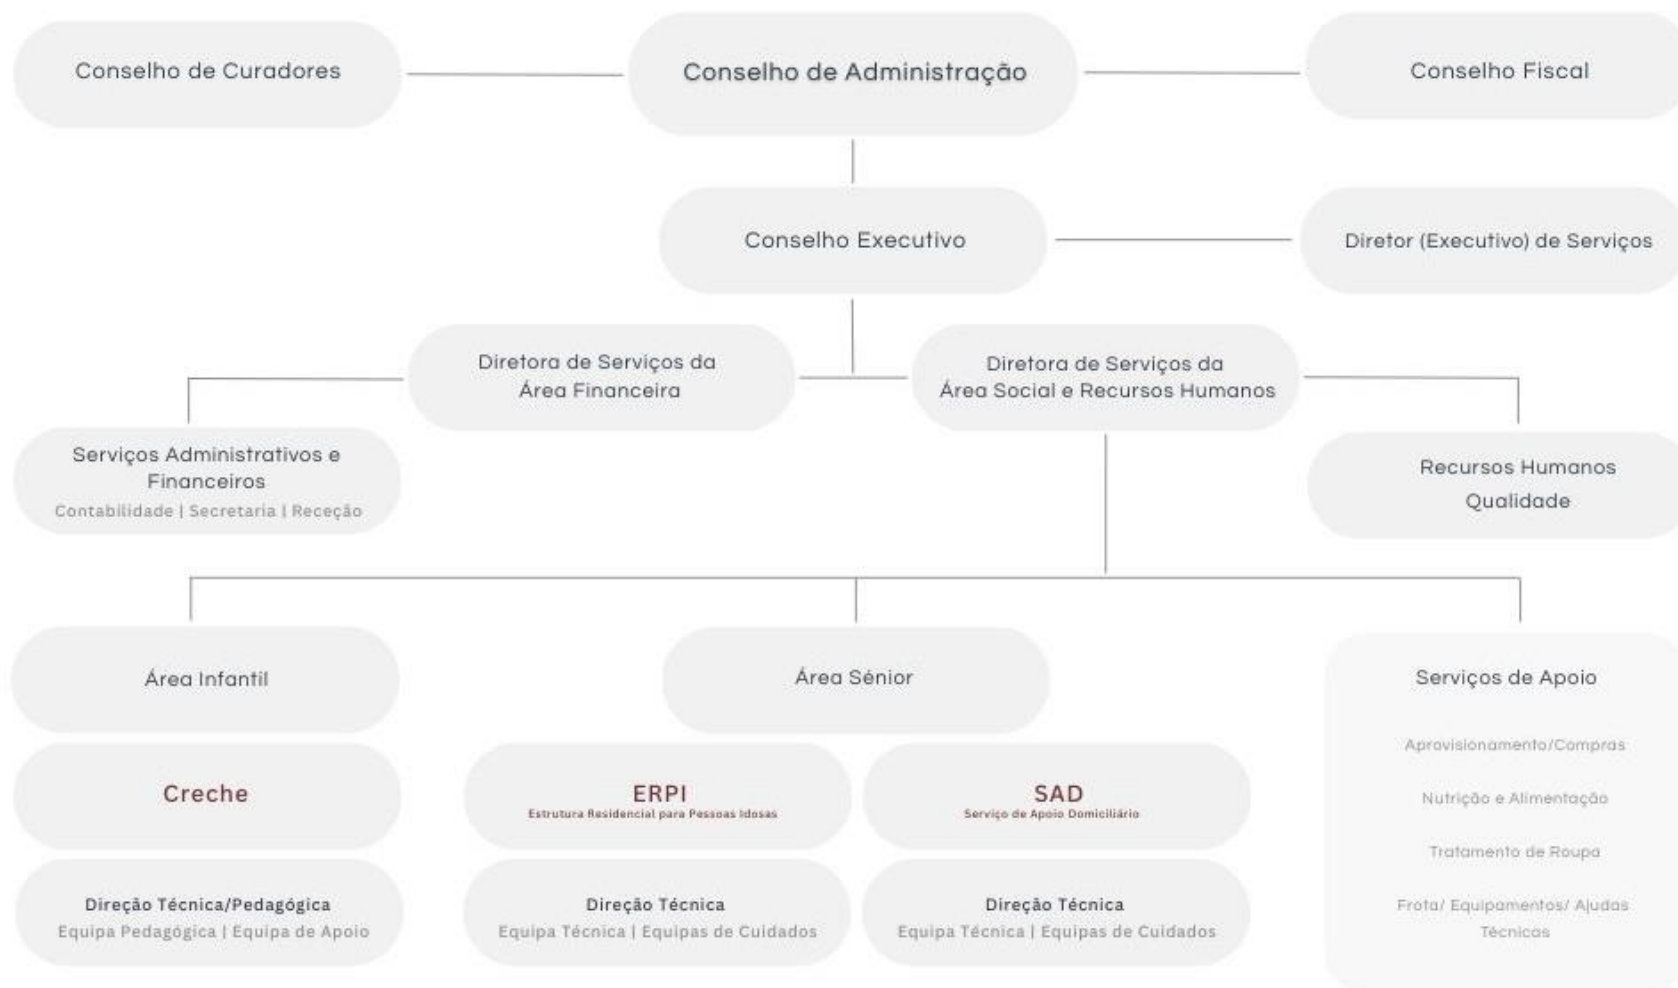 Conselho de Curadores
Conselho de Administração
Conselho Fiscal
Conselho Executivo
Diretor (Executivo) de Serviços
Diretora de Serviços da
Área Financeira
Diretora de Serviços da
Área Social e Recursos Humanos
Serviços Administrativos e
Financeiros
Contabilidade | Secretaria | Receção
Recursos Humanos
Qualidade
Área Infantil
Área Sénior
Serviços de Apoio
Aprovisionamento/Compras
Nutrição e Alimentação
Tratamento de Roupa
Frota/ Equipamentos/ Ajudas
Técnicas
Creche
ERPI
Estrutura Residencial para Pessoas Idosas
SAD
Serviço de Apoio Domiciliário
Direção Técnica/Pedagógica
Equipa Pedagógica | Equipa de Apoio
Direção Técnica
Equipa Técnica | Equipas de Cuidados
Direção Técnica
Equipa Técnica | Equipas de Cuidados